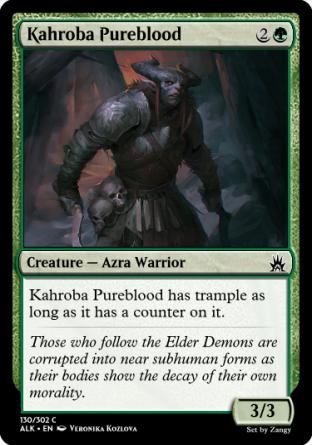 Kahroba Pureblood 2
Creature — Azra Warrior
Kahroba Pureblood has trample as
long as it has a counter on it.
Those who follow the Elder Demons are
corrupted into near subhuman forms as
their bodies show the decay of their own
morality.
3/3
130/302 C
ALK • EN Veronika Kozlova
Set by Zangy